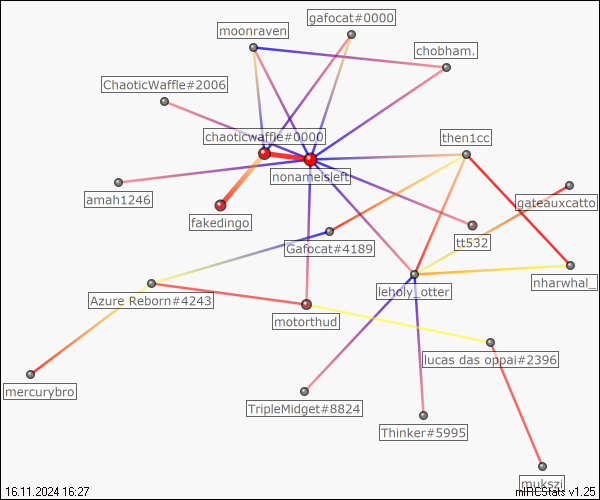 gafocat#0000
moonraven
chobham.
ChaoticWaffle#2006
chaoticwaffle#0000
then1cc
nonameisleft
amah1246
gateauxcatto
fakedingo
tt532
Gafocat#4189
nharwhal_
leholy_otter
Azure Reborn#4243
motorthud
lucas das oppai#2396
mercurybro
TripleMidget#8824
Thinker#5995
mukszi
16.11.2024 16:27
mIRCStats v1.25